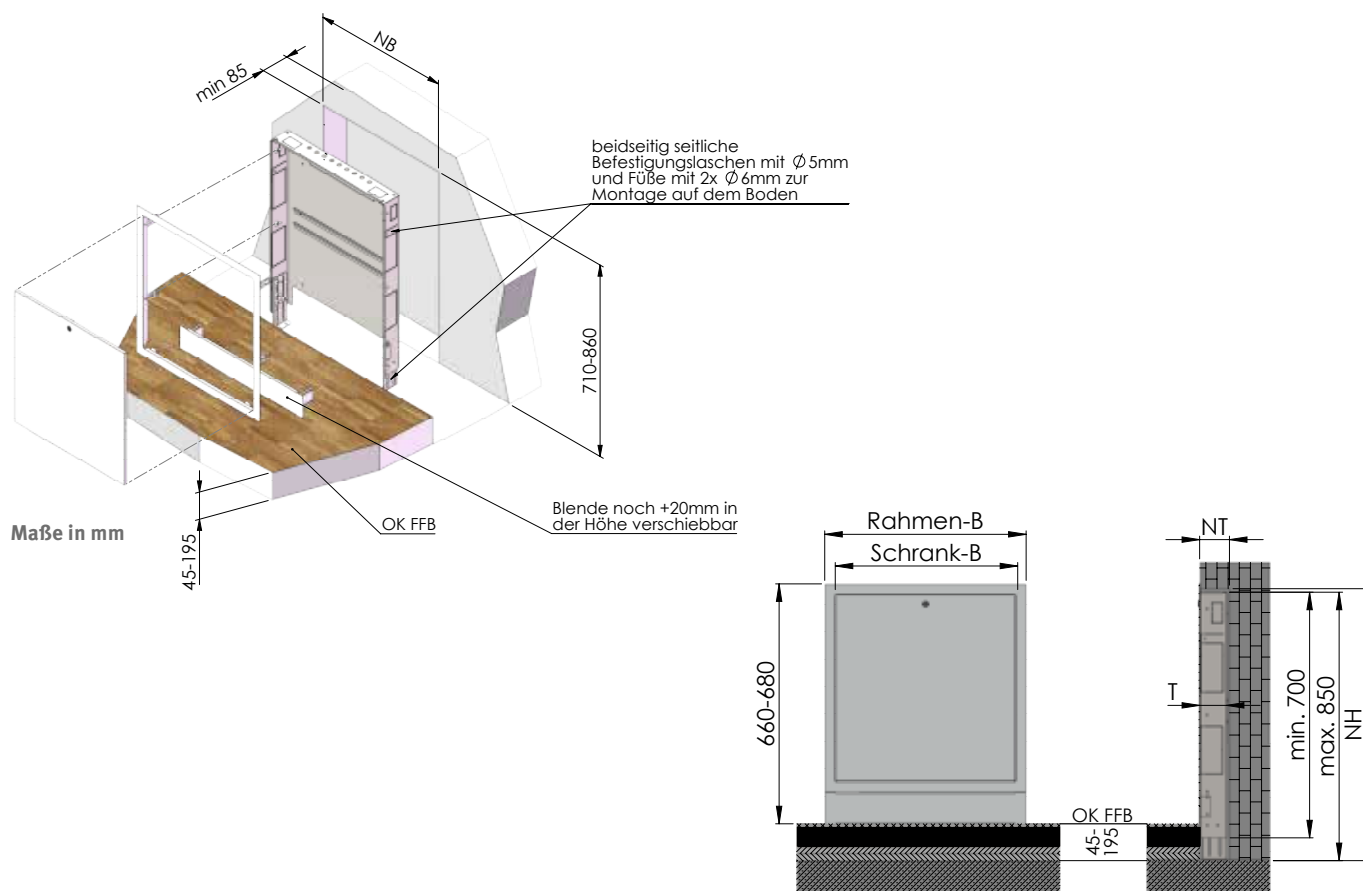 NB
min 85
beidseitig seitliche
Befestigungslaschen mit ∅5mm
und Füße mit 2x ∅6mm zur
Montage auf dem Boden
710-860
Blende noch +20mm in
der Höhe verschiebbar
OK FFB
Maße in mm
45-195
Rahmen-B
Schrank-B
660-680
OK FFB
45-
195
NT
T
min. 700
max. 850
NH